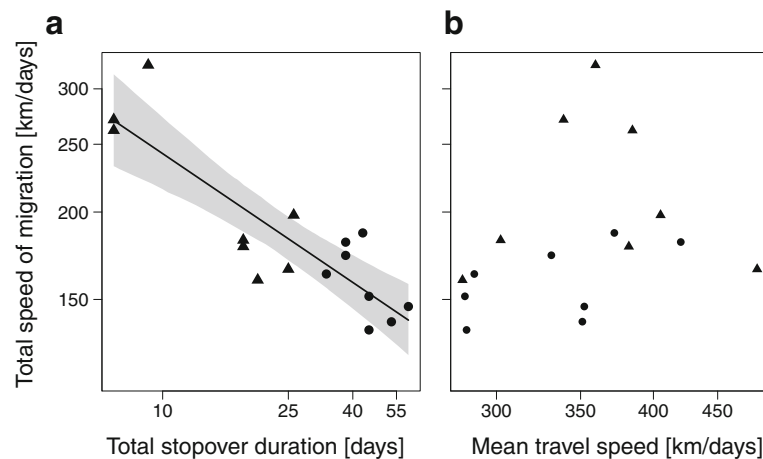 a
b
Total speed of migration [km/days]
300
250
200
150
10
25
40
55
Total stopover duration [days]
300
350
400
450
Mean travel speed [km/days]